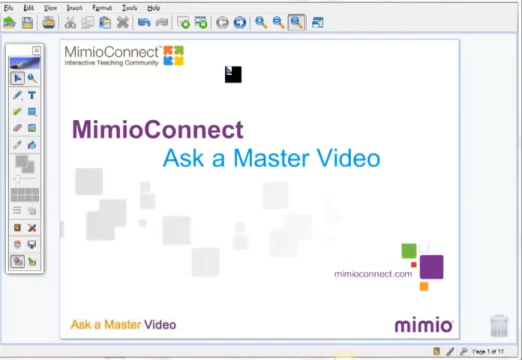 File Edit View Insert Format Tools Help
MimioConnect
Interactive Teaching Community
MimioConnect
Ask a Master Video
mimioconnect.com
Ask a Master Video
mimio
Page 1 of 11